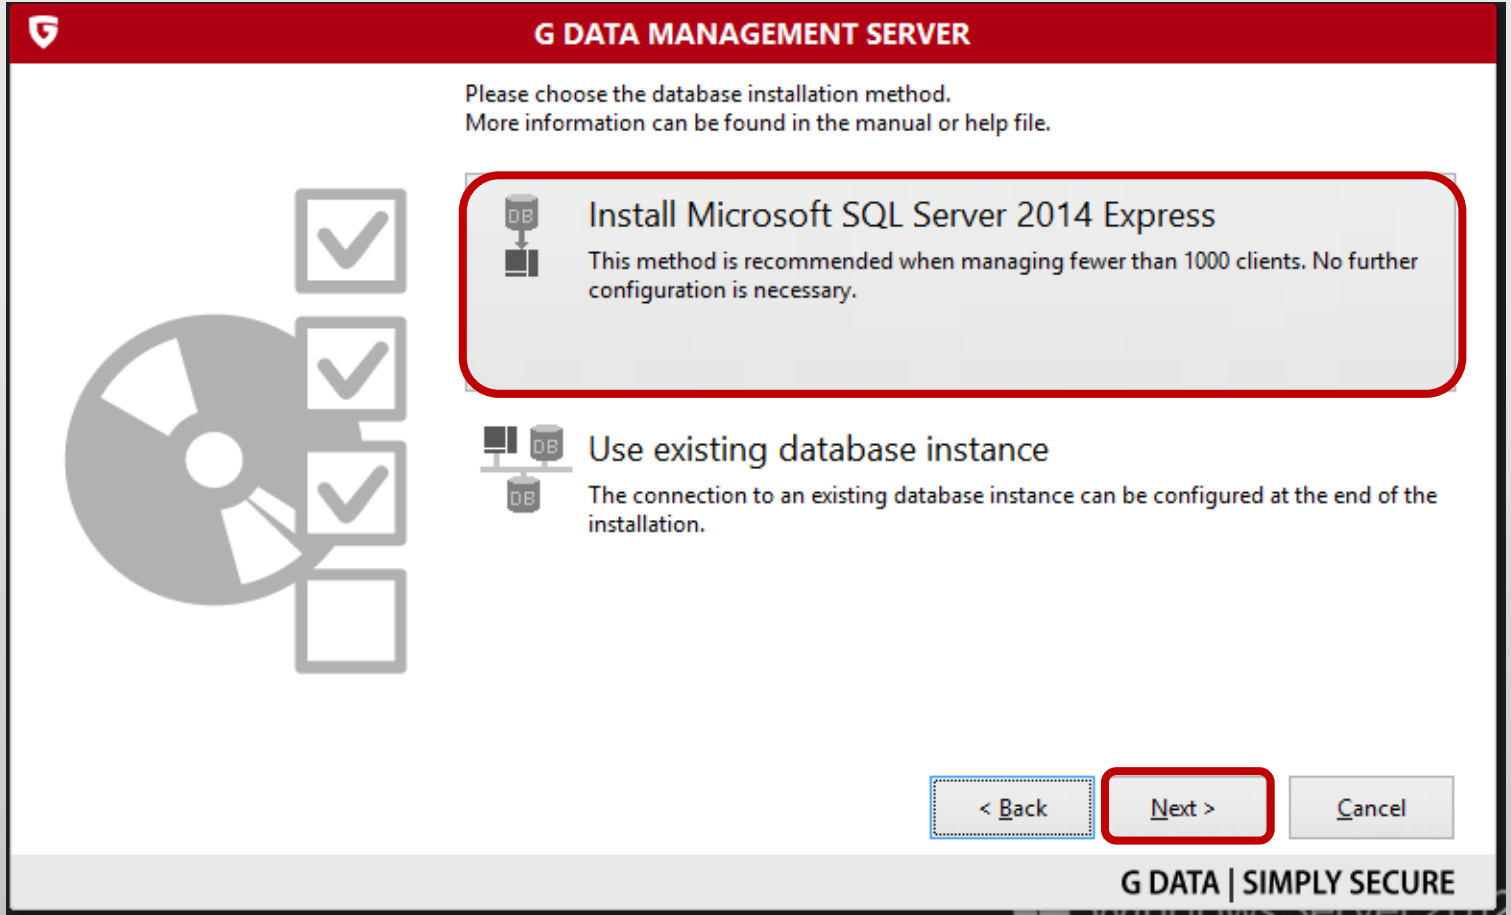 G DATA MANAGEMENT SERVER
Please choose the database installation method.
More information can be found in the manual or help file.
DB
Install Microsoft SQL Server 2014 Express
This method is recommended when managing fewer than 1000 clients. No further
configuration is necessary.
DB
DB
Use existing database instance
The connection to an existing database instance can be configured at the end of the
installation.
< Back
Next >
Cancel
G DATA | SIMPLY SECURE